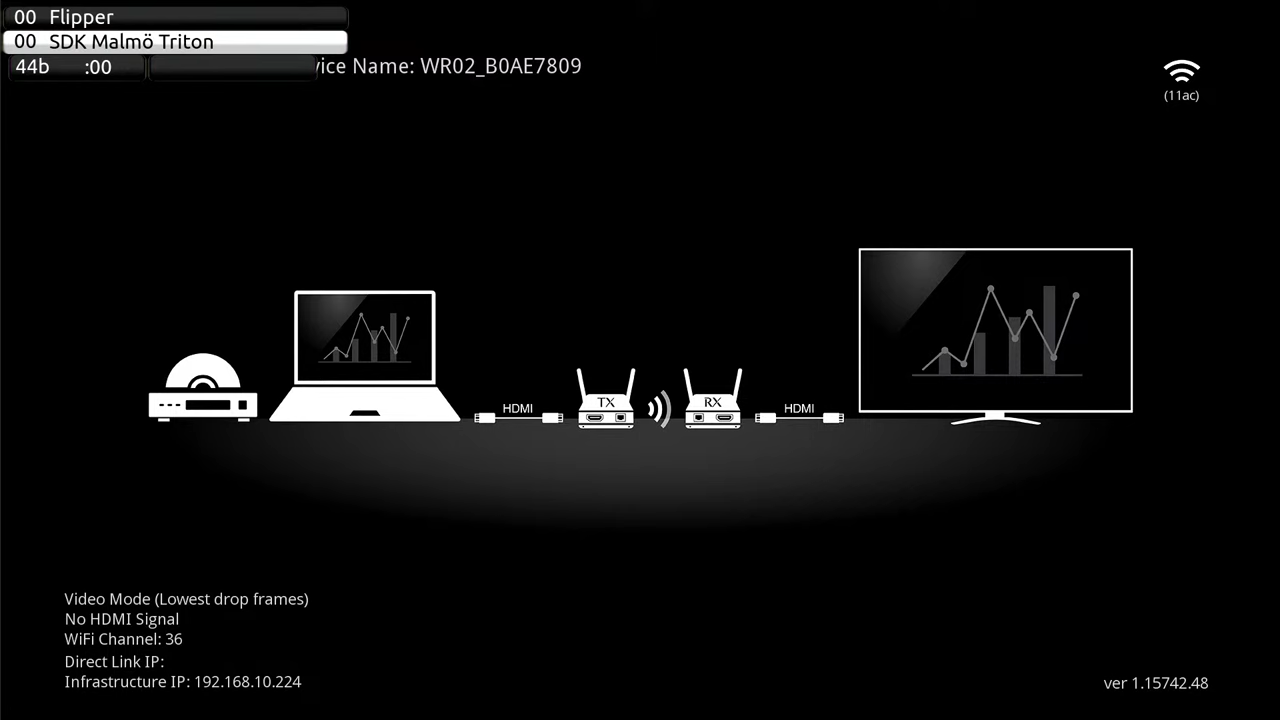 00 Flipper
00 SDK Malmö Triton
44b :00
vice Name: WR02_B0AE7809
(11ac)
HDMI
TX
RX
HDMI
Video Mode (Lowest drop frames)
No HDMI Signal
WiFi Channel: 36
Direct Link IP:
Infrastructure IP: 192.168.10.224
ver 1.15742.48